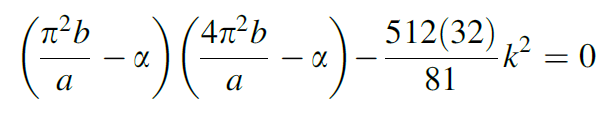 (π²b/a − α)(4π²b/a − α) − 512(32)/81 k² = 0